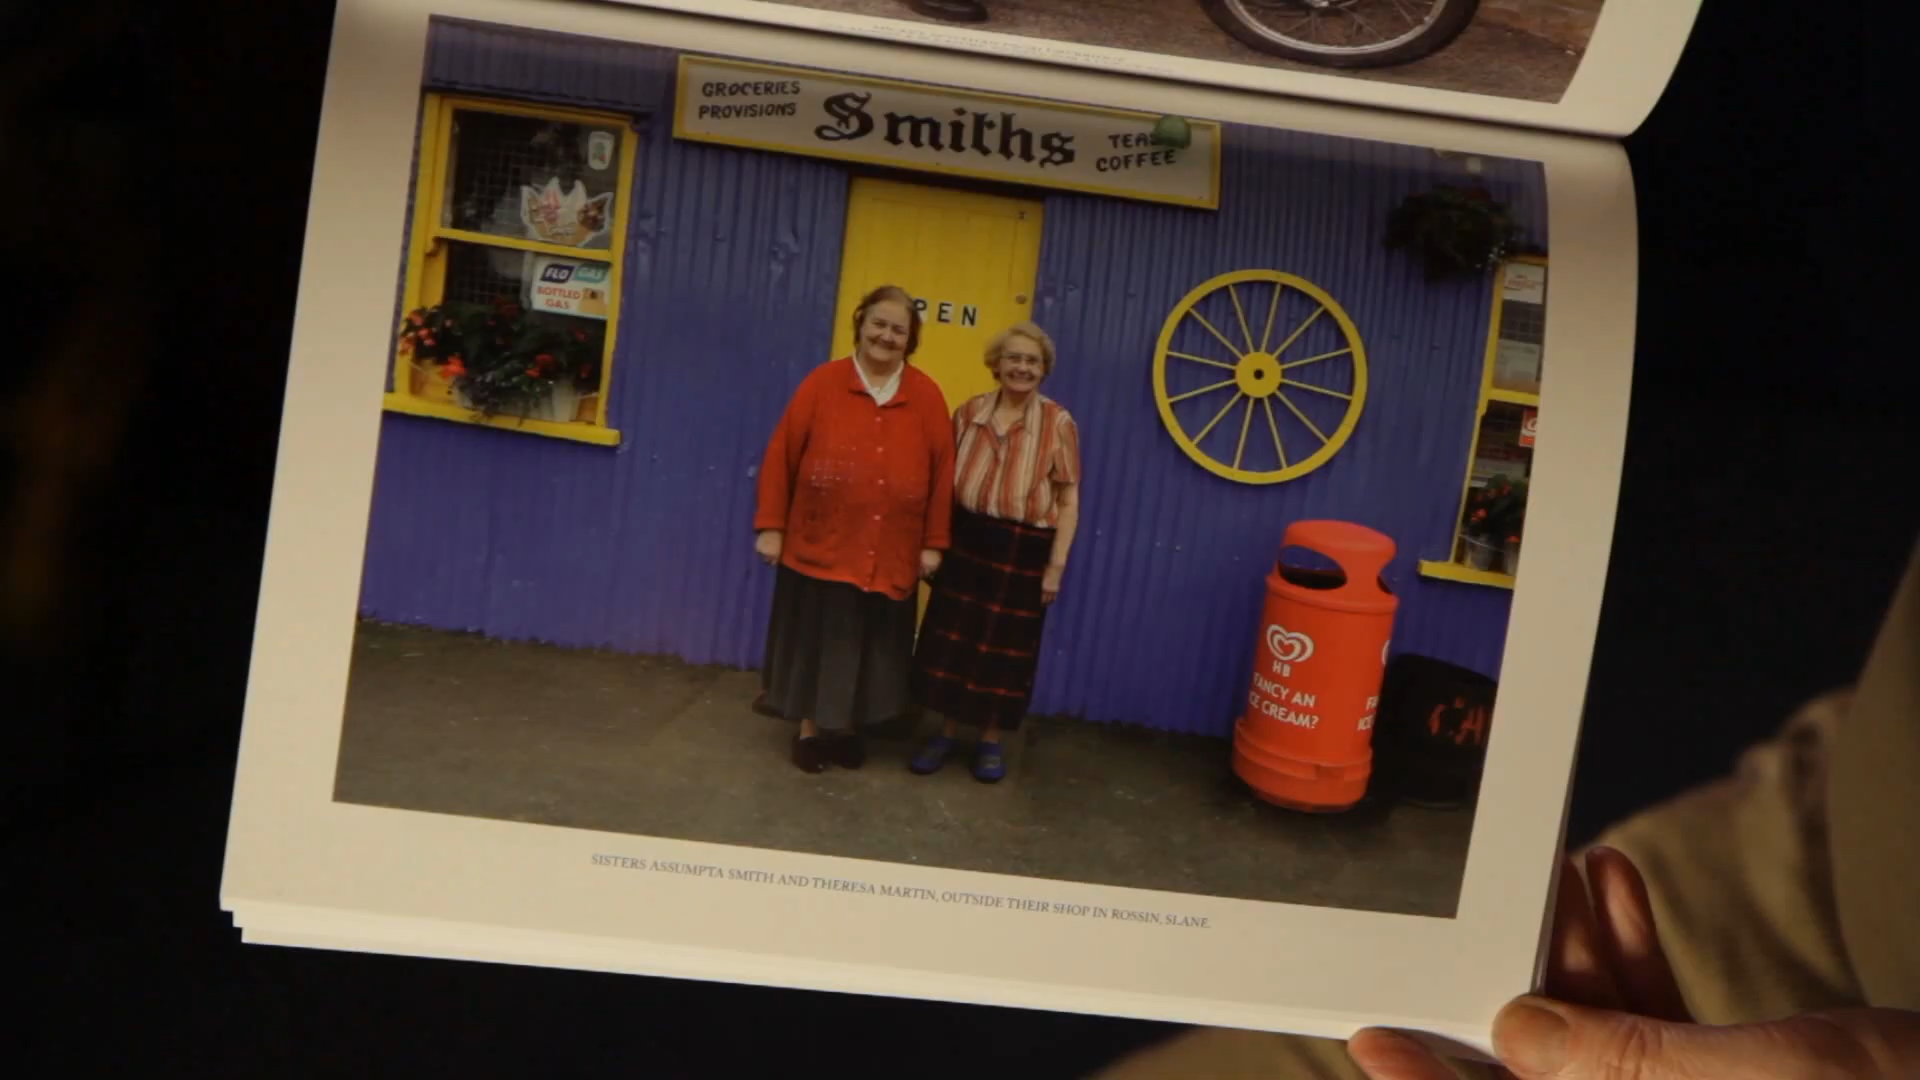 GROCERIES
PROVISIONS
Smiths
TEAS
COFFEE
FLO GAS
BOTTLED
GAS
PEN
HB
FANCY AN
ICE CREAM?
SISTERS ASSUMPTA SMITH AND THERESA MARTIN, OUTSIDE THEIR SHOP IN ROSSIN, SLANE.